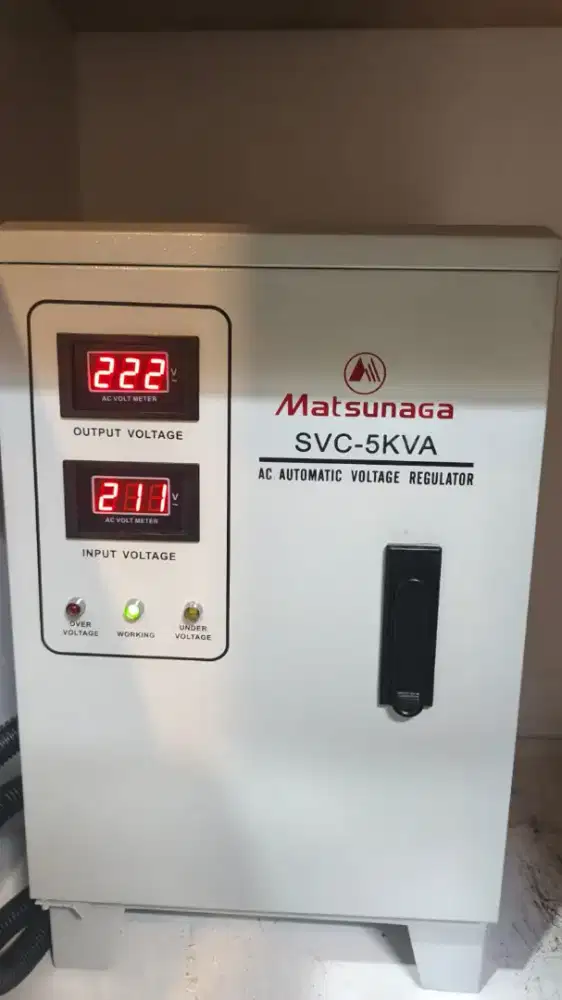 222 V
AC VOLT METER
OUTPUT VOLTAGE
211 V
AC VOLT METER
INPUT VOLTAGE
OVER
VOLTAGE
WORKING
UNDER
VOLTAGE
Matsunaga
SVC-5KVA
AC AUTOMATIC VOLTAGE REGULATOR